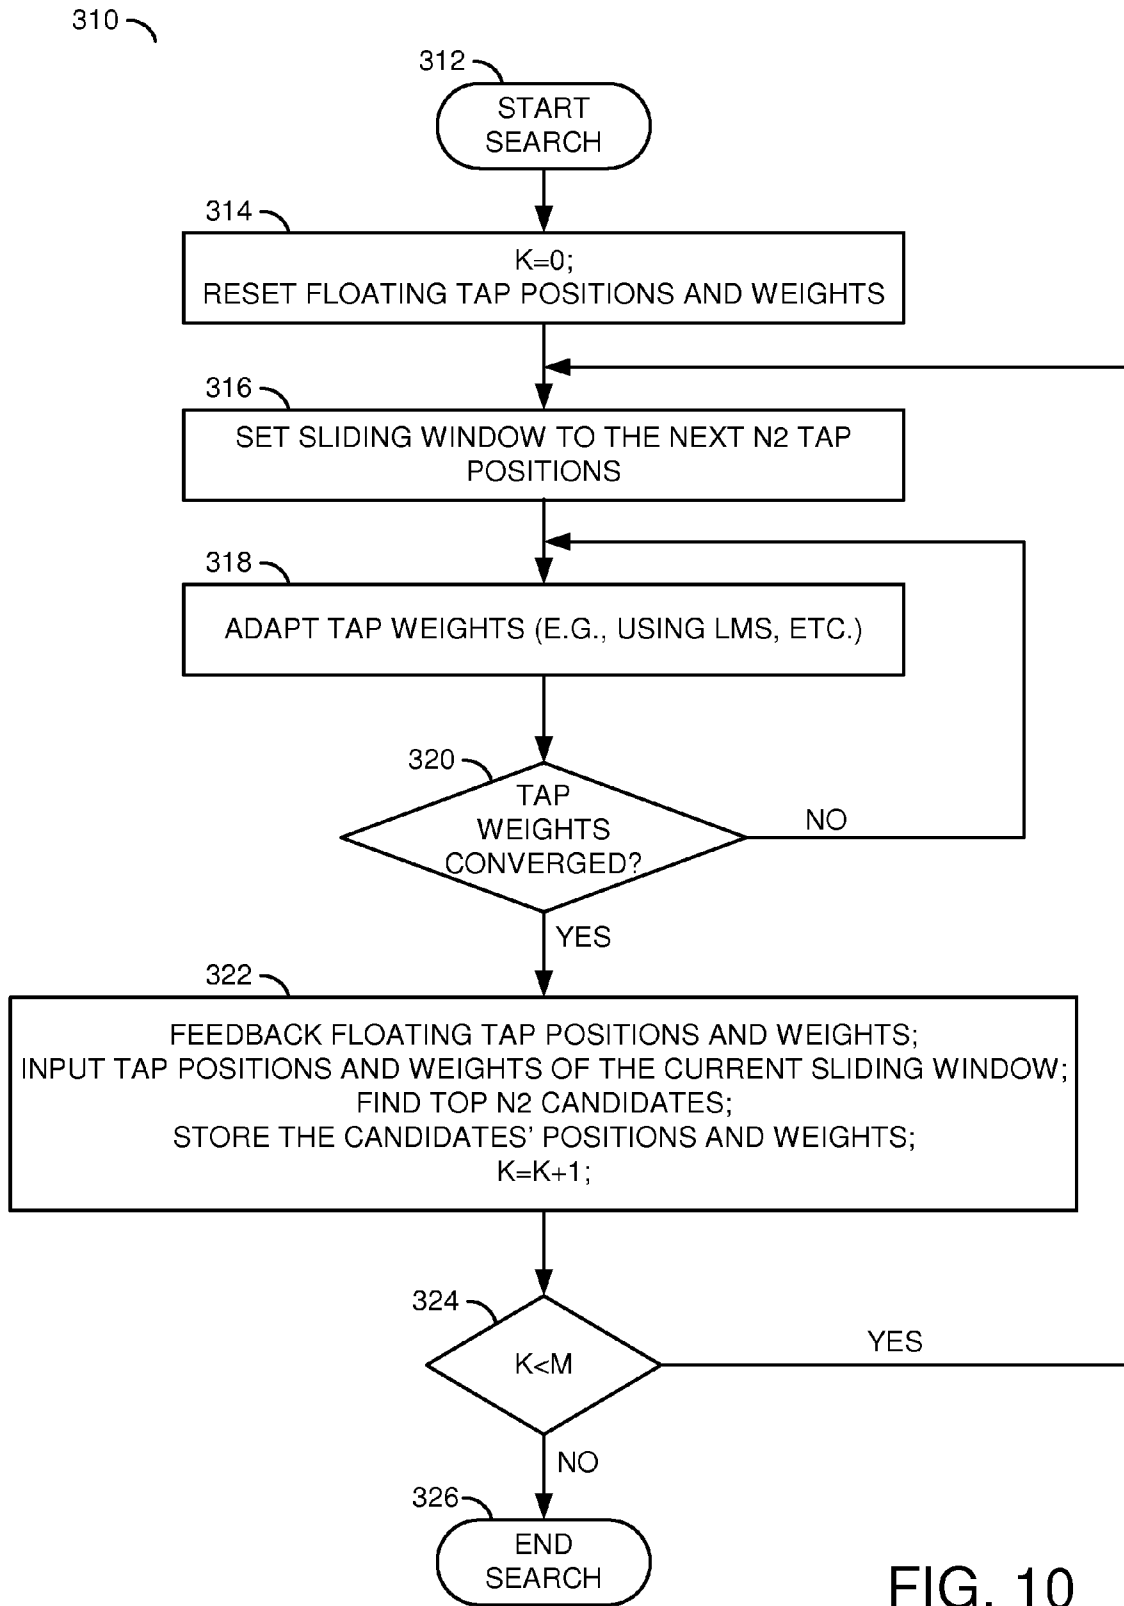 310
312
START
SEARCH
314
K=0;
RESET FLOATING TAP POSITIONS AND WEIGHTS
316
SET SLIDING WINDOW TO THE NEXT N2 TAP
POSITIONS
318
ADAPT TAP WEIGHTS (E.G., USING LMS, ETC.)
320
TAP
WEIGHTS
CONVERGED?
NO
YES
322
FEEDBACK FLOATING TAP POSITIONS AND WEIGHTS;
INPUT TAP POSITIONS AND WEIGHTS OF THE CURRENT SLIDING WINDOW;
FIND TOP N2 CANDIDATES;
STORE THE CANDIDATES' POSITIONS AND WEIGHTS;
K=K+1;
324
K<M
YES
NO
326
END
SEARCH
FIG. 10